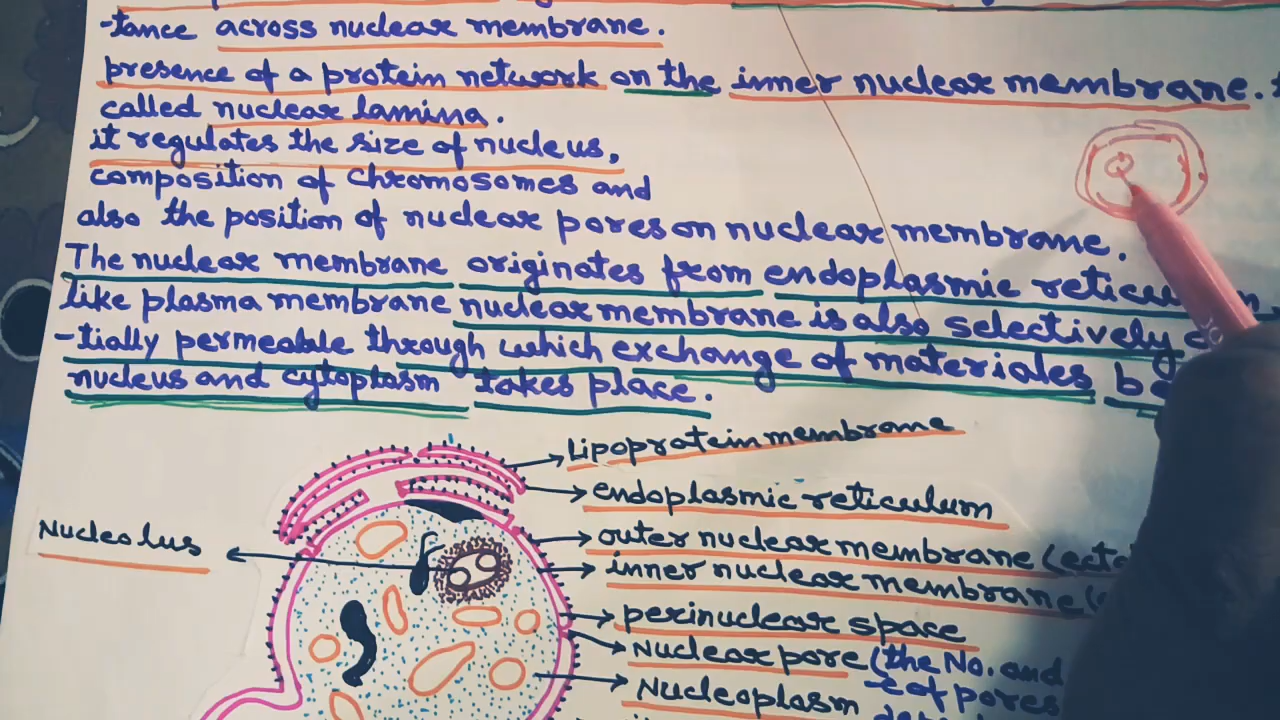 -tance across nuclear membrane.
presence of a protein network on the inner nuclear membrane.
called nuclear lamina.
it regulates the size of nucleus,
composition of chromosomes and
also the position of nuclear pores on nuclear membrane.
The nuclear membrane originates from endoplasmic
like plasma membrane nuclear membrane is also selectively
-tially permeable through which exchange of materiales
nucleus and cytoplasm takes place.
Lipoprotein membrane
endoplasmic reticulum
Nucleolus
outer nuclear membrane
inner nuclear membrane
perinuclear space
Nuclear pore (the No. and
Nucleoplasm of pores